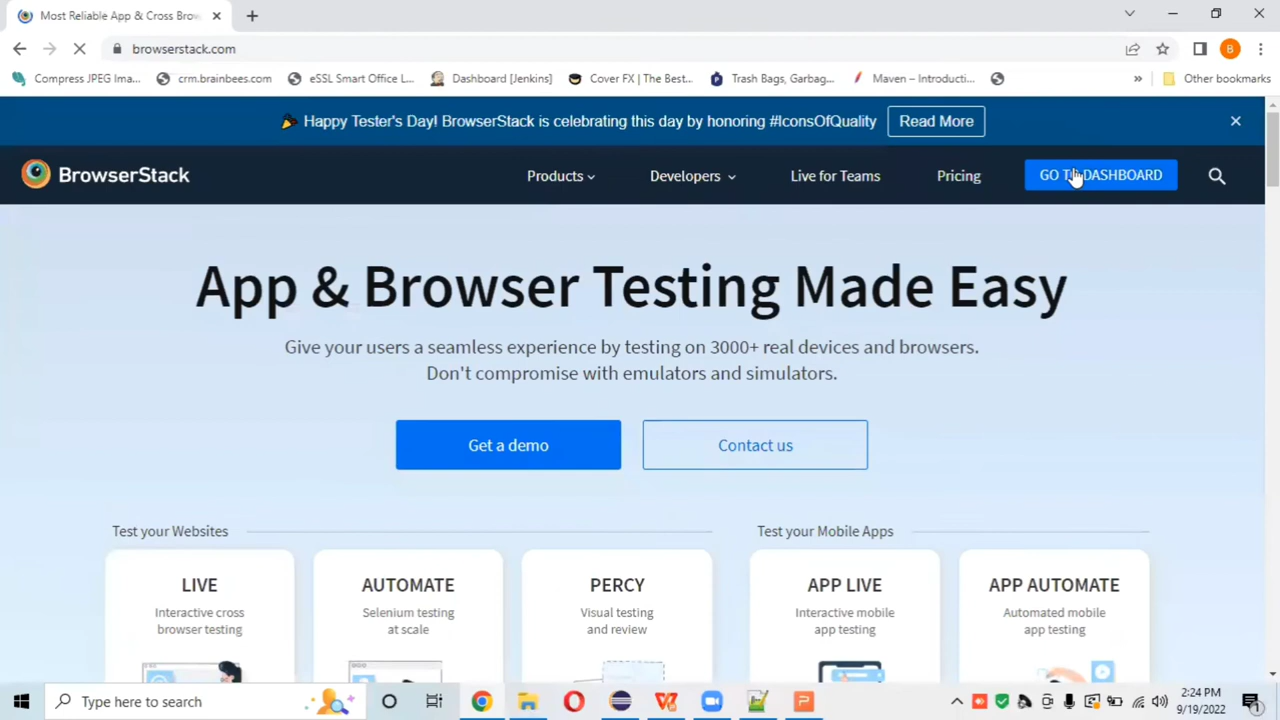 Most Reliable App & Cross Brow
browserstack.com
B
Compress JPEG Ima...
crm.brainbees.com
eSSL Smart Office L...
Dashboard [Jenkins]
Cover FX | The Best...
Trash Bags, Garbag...
Maven – Introducti...
»
Other bookmarks
Happy Tester's Day! BrowserStack is celebrating this day by honoring #IconsOfQuality
Read More
BrowserStack
Products
Developers
Live for Teams
Pricing
GO TO DASHBOARD
App & Browser Testing Made Easy
Give your users a seamless experience by testing on 3000+ real devices and browsers.
Don't compromise with emulators and simulators.
Get a demo
Contact us
Test your Websites
Test your Mobile Apps
LIVE
Interactive cross
browser testing
AUTOMATE
Selenium testing
at scale
PERCY
Visual testing
and review
APP LIVE
Interactive mobile
app testing
APP AUTOMATE
Automated mobile
app testing
Type here to search
2:24 PM
9/19/2022
1